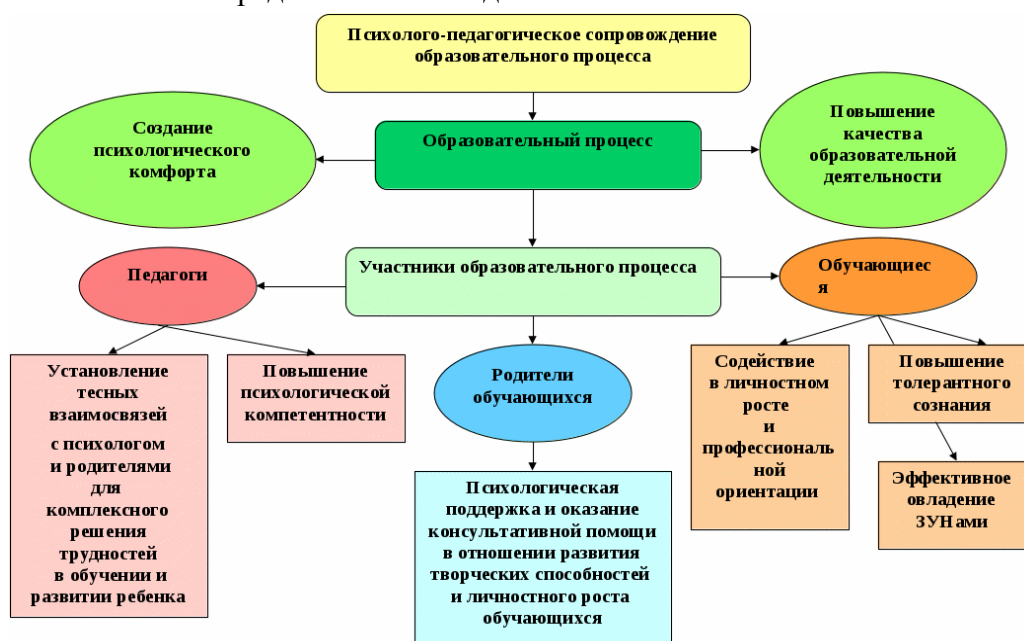 Психолого-педагогическое сопровождение
образовательного процесса
Создание
психологического
комфорта
Образовательный процесс
Повышение
качества
образовательной
деятельности
Педагоги
Участники образовательного процесса
Обучающиес
я
Установление
тесных
взаимосвязей
с психологом
и родителями
для
комплексного
решения
трудностей
в обучении и
развитии ребенка
Повышение
психологической
компетентности
Родители
обучающихся
Психологическая
поддержка и оказание
консультативной помощи
в отношении развития
творческих способностей
и личностного роста
обучающихся
Содействие
в личностном
росте
и
профессиональ
ной
ориентации
Повышение
толерантного
сознания
Эффективное
овладение
ЗУНами